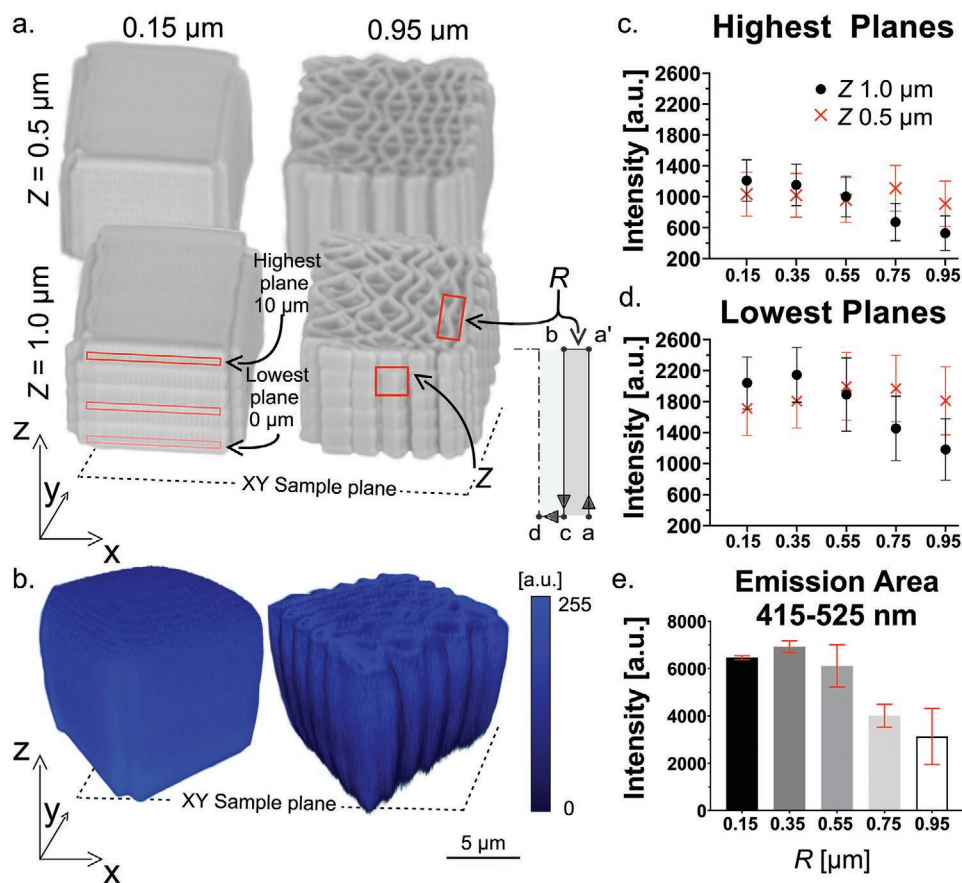 a.
0.15 µm
0.95 µm
Z = 0.5 µm
Z = 1.0 µm
Highest
plane
10 µm
Lowest
plane
0 µm
R
b
a'
Z
d
c
a
Z
y
x
XY Sample plane
b.
[a.u.]
255
0
Z
y
x
XY Sample plane
5 µm
c.
Highest Planes
Intensity [a.u.]
2600
2200
1800
1400
1000
600
200
Z 1.0 µm
Z 0.5 µm
0.15 0.35 0.55 0.75 0.95
d.
Lowest Planes
Intensity [a.u.]
2600
2200
1800
1400
1000
600
200
0.15 0.35 0.55 0.75 0.95
e.
Emission Area
415-525 nm
Intensity [a.u.]
8000
6000
4000
2000
0
0.15 0.35 0.55 0.75 0.95
R [µm]